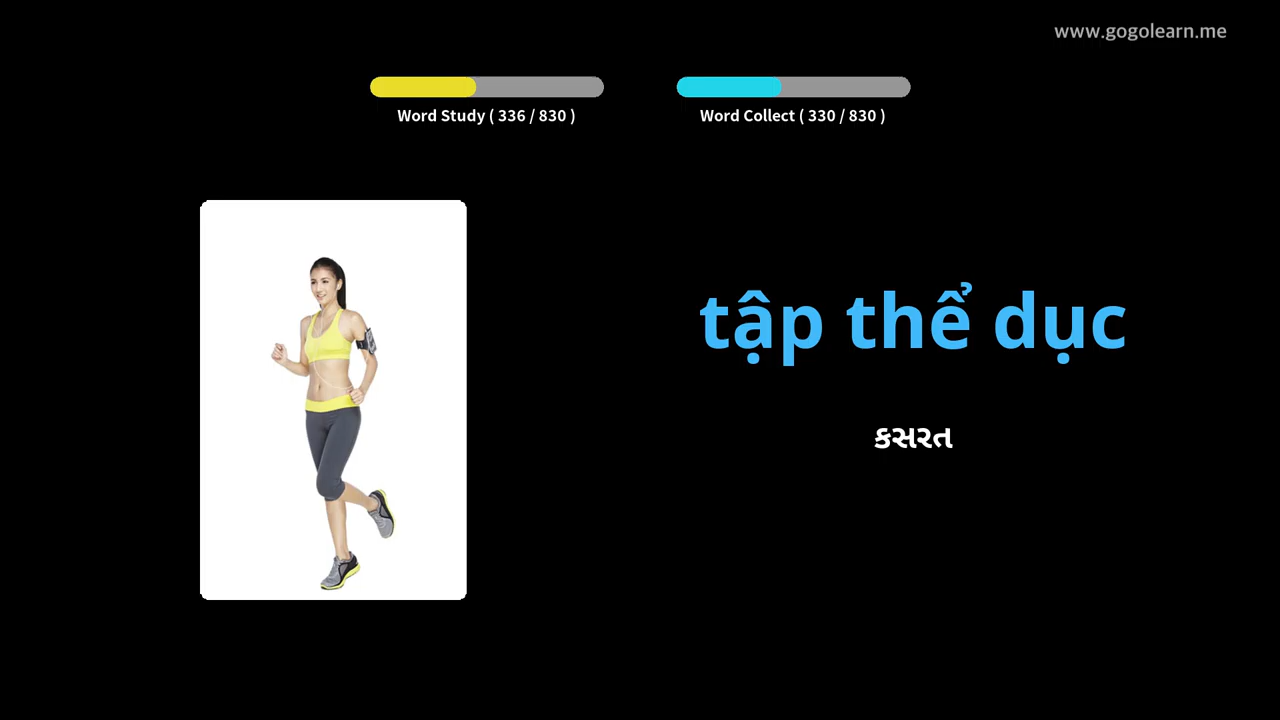 www.gogolearn.me
Word Study ( 336 / 830 )
Word Collect ( 330 / 830 )
tập thể dục
કસરત